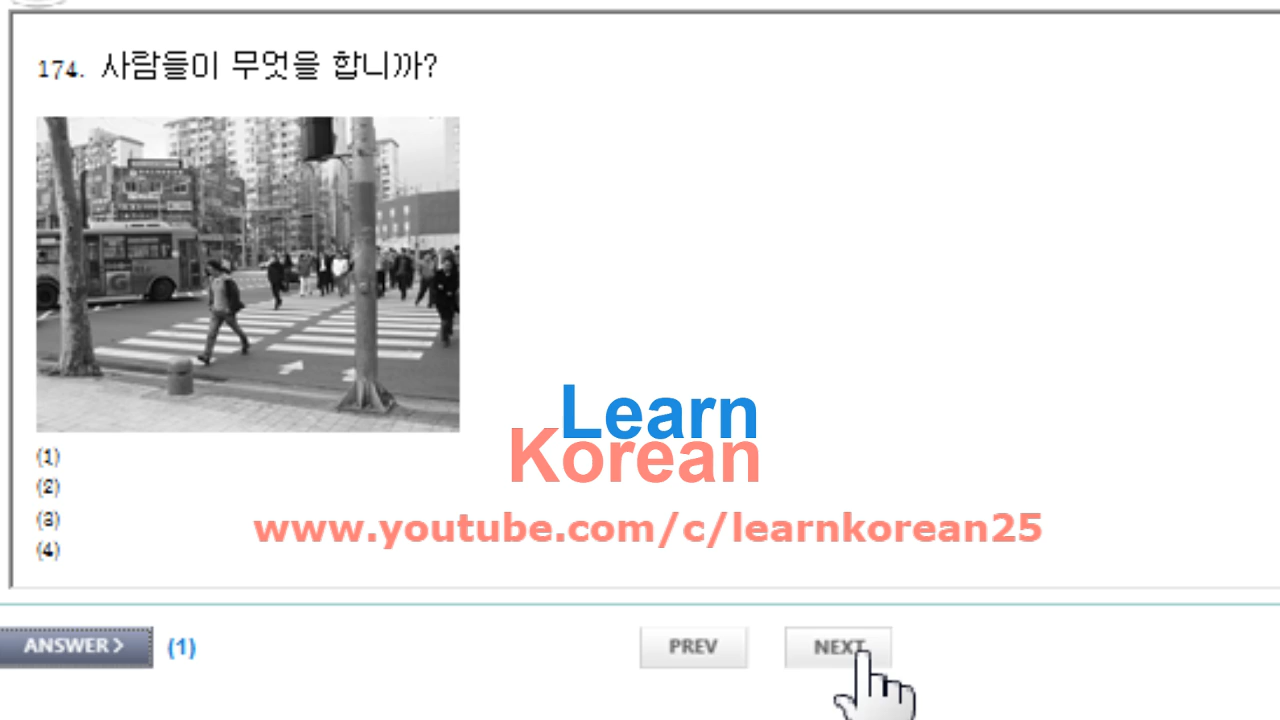 174. 사람들이 무엇을 합니까?
(1)
(2)
(3)
(4)
Learn
Korean
www.youtube.com/c/learnkorean25
ANSWER > (1)
PREV
NEXT